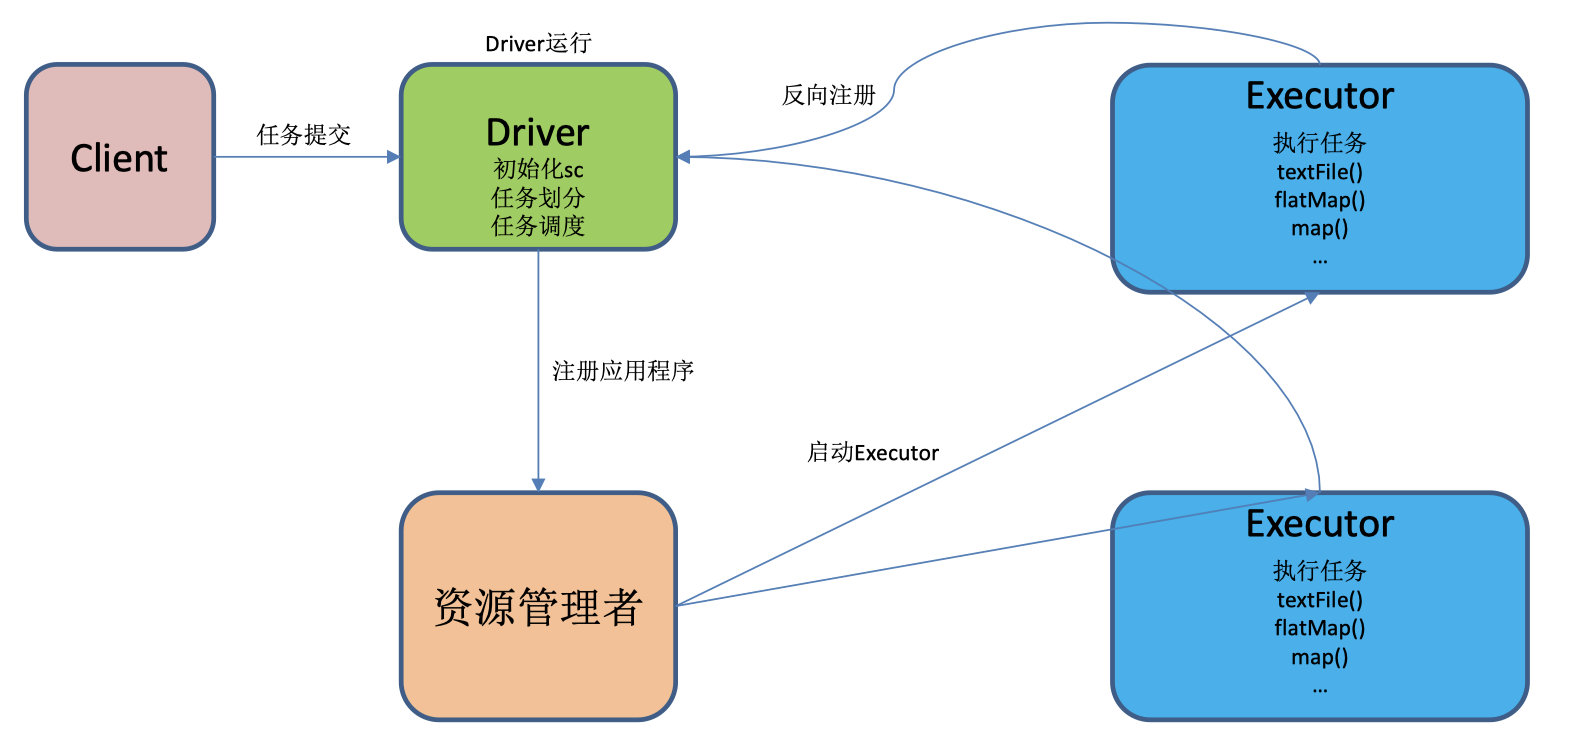 Driver运行
Client
任务提交
Driver
初始化sc
任务划分
任务调度
反向注册
Executor
执行任务
textFile()
flatMap()
map()
...
注册应用程序
启动Executor
资源管理者
Executor
执行任务
textFile()
flatMap()
map()
...